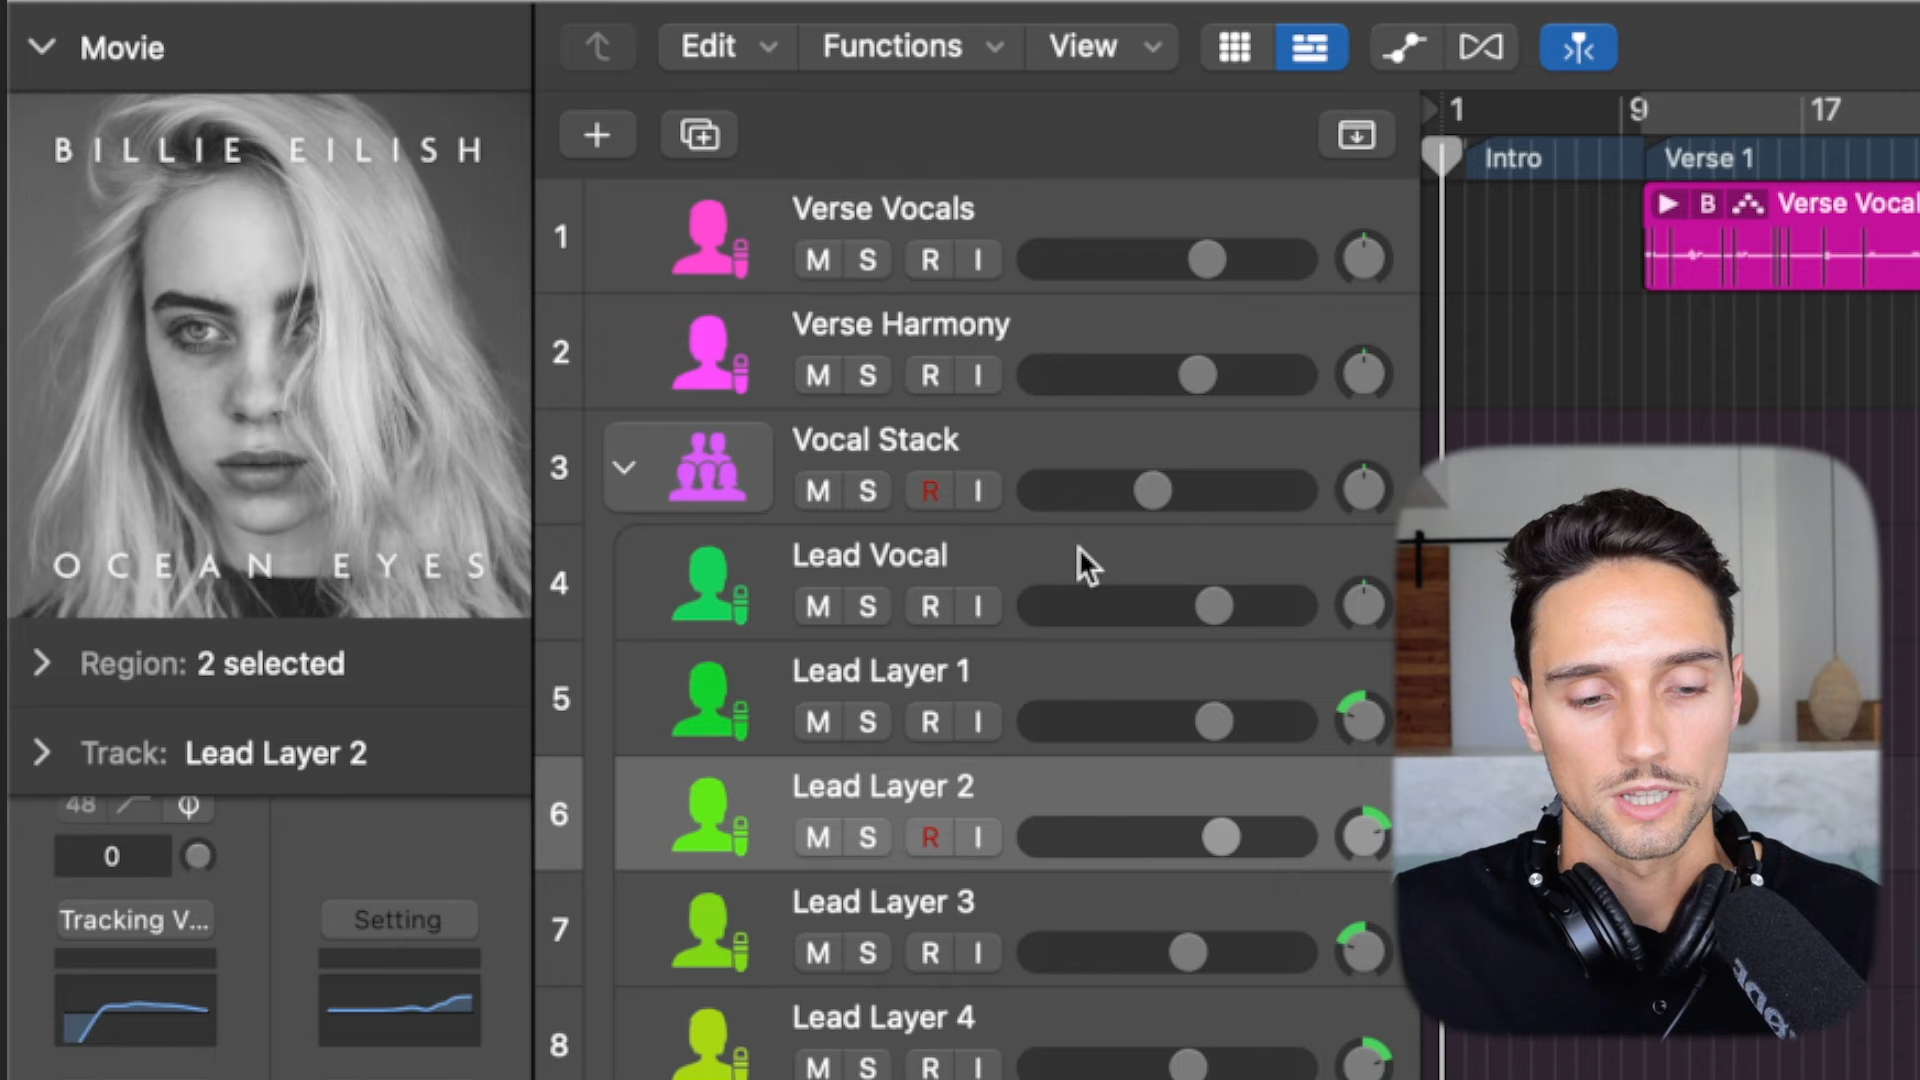 Movie
Edit
Functions
View
BILLIE EILISH
OCEAN EYES
1
9
17
Intro
Verse 1
B
Verse Vocal
1
Verse Vocals
M S R I
2
Verse Harmony
M S R I
3
Vocal Stack
M S R I
4
Lead Vocal
M S R I
5
Lead Layer 1
M S R I
6
Lead Layer 2
M S R I
7
Lead Layer 3
M S R I
8
Lead Layer 4
M S R I
Region: 2 selected
Track: Lead Layer 2
48
0
Tracking V...
Setting